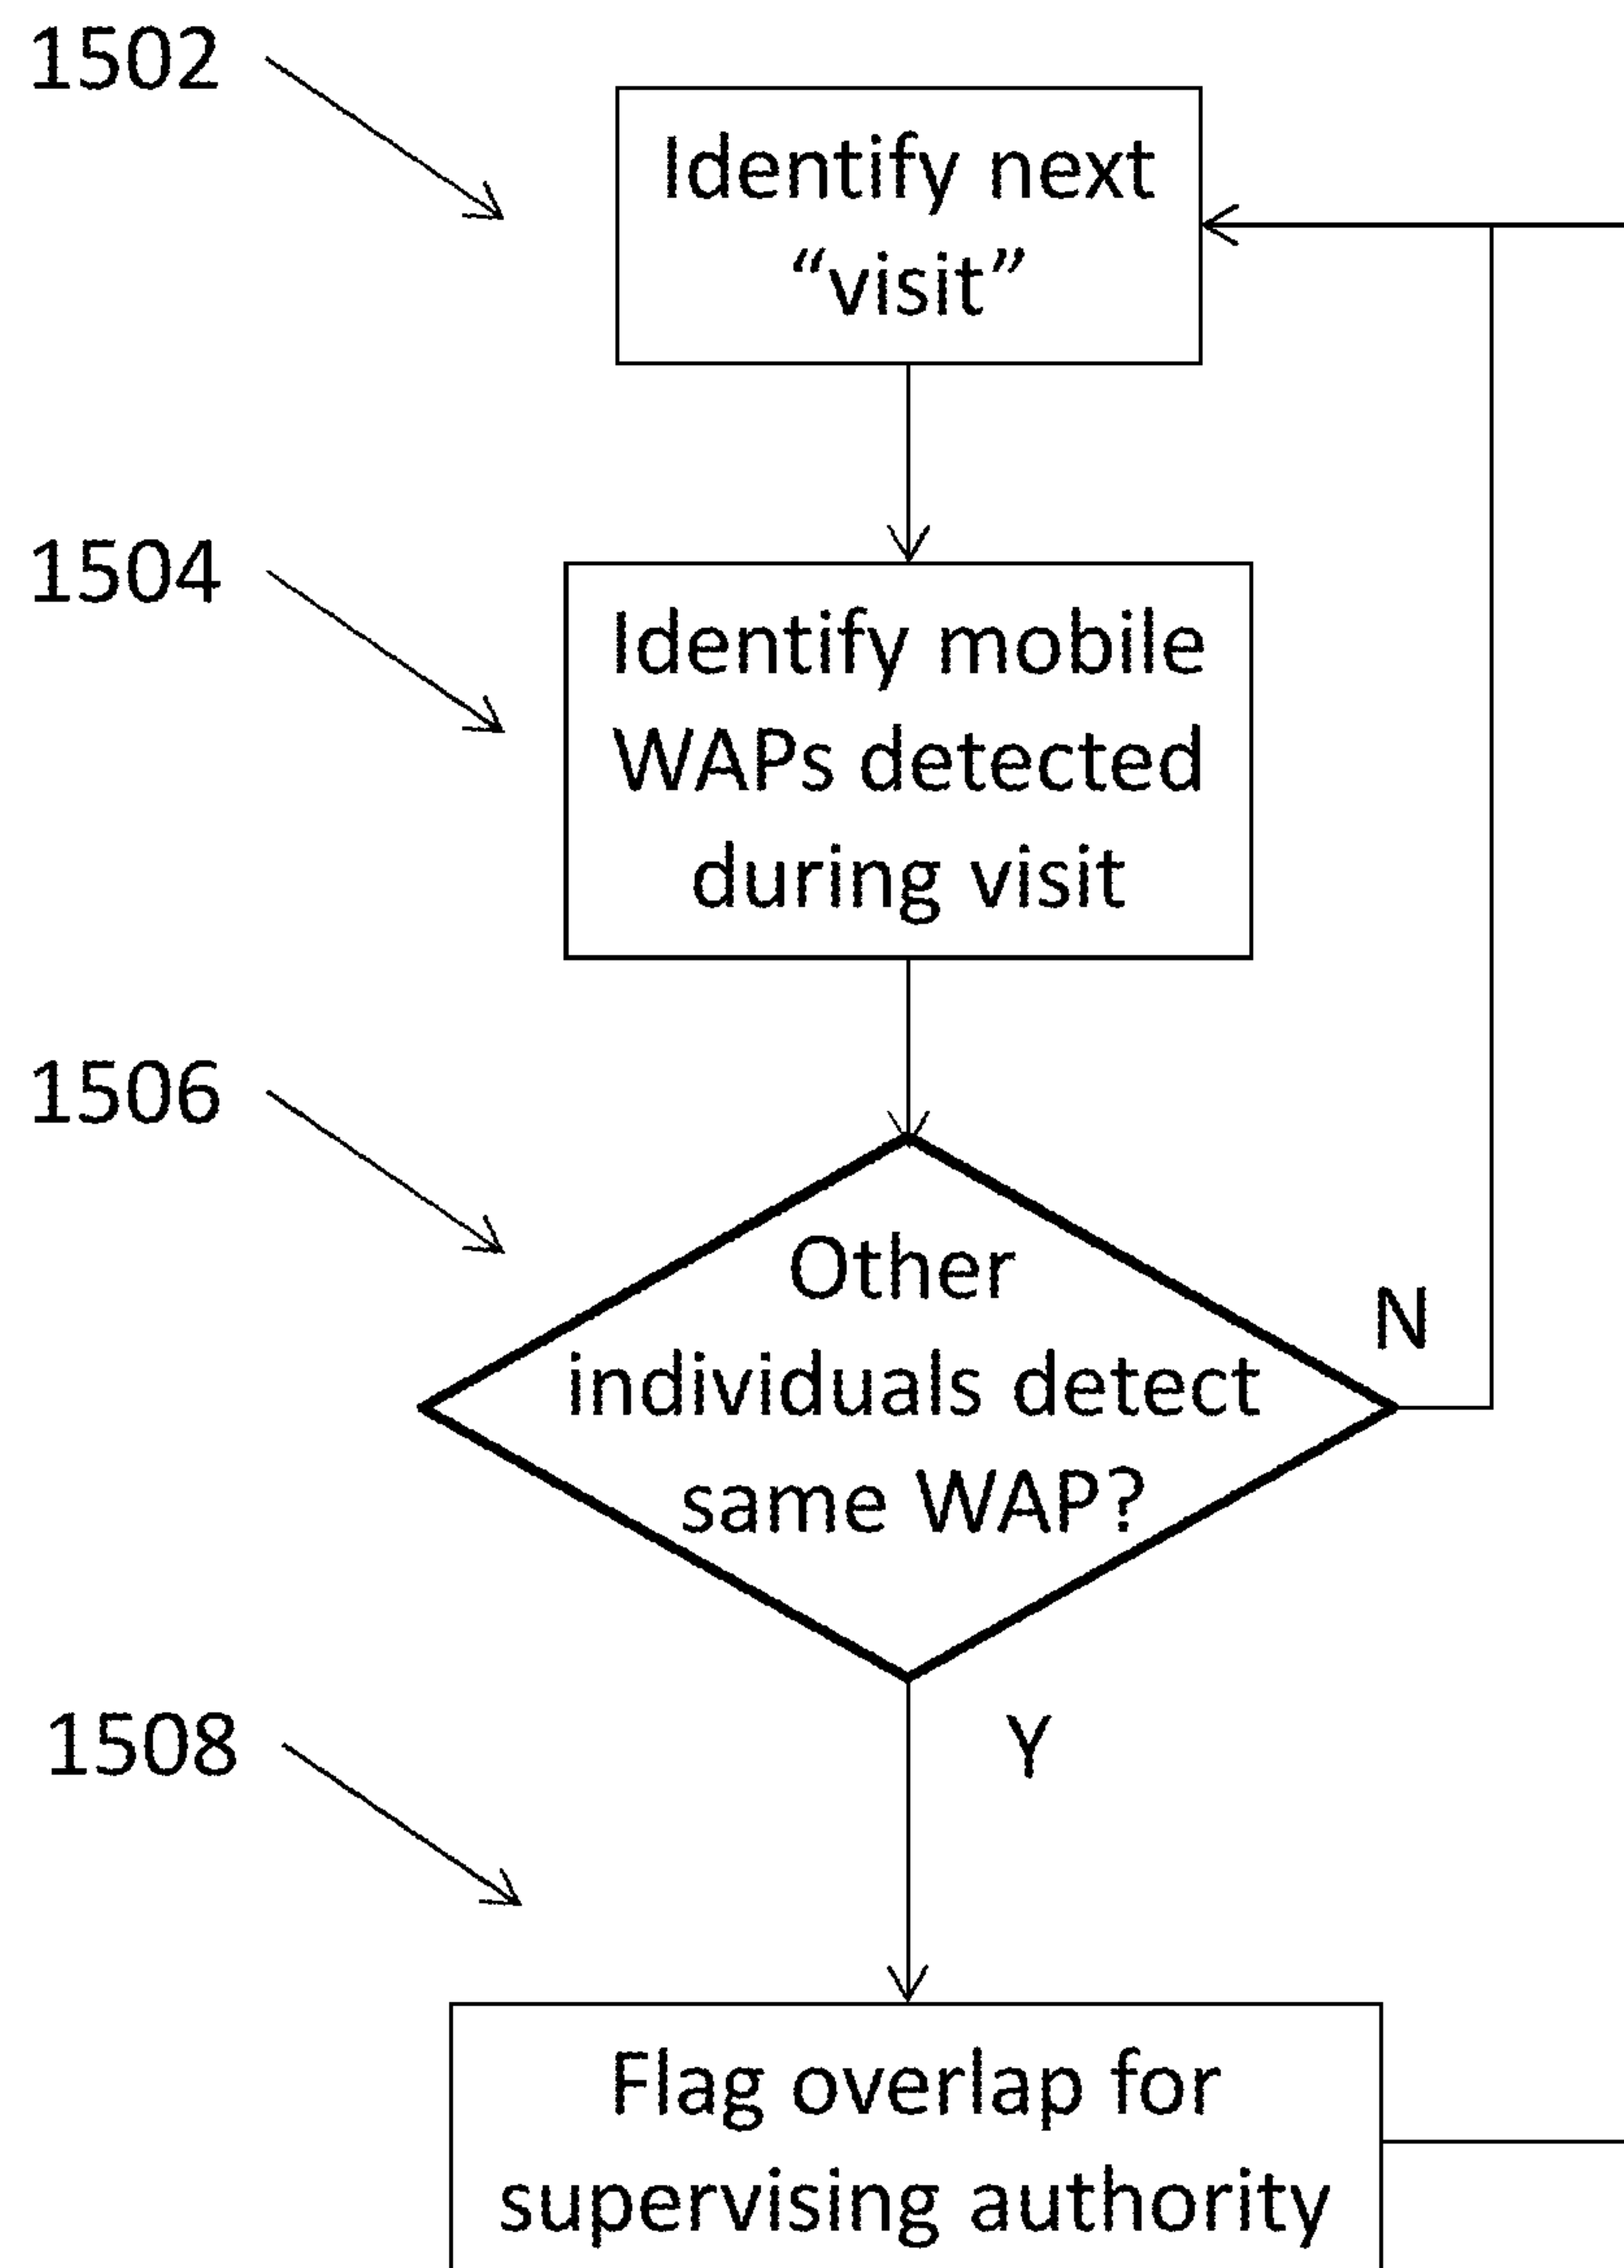 1502
Identify next
“visit”
1504
Identify mobile
WAPs detected
during visit
1506
Other
individuals detect
same WAP?
N
Y
1508
Flag overlap for
supervising authority